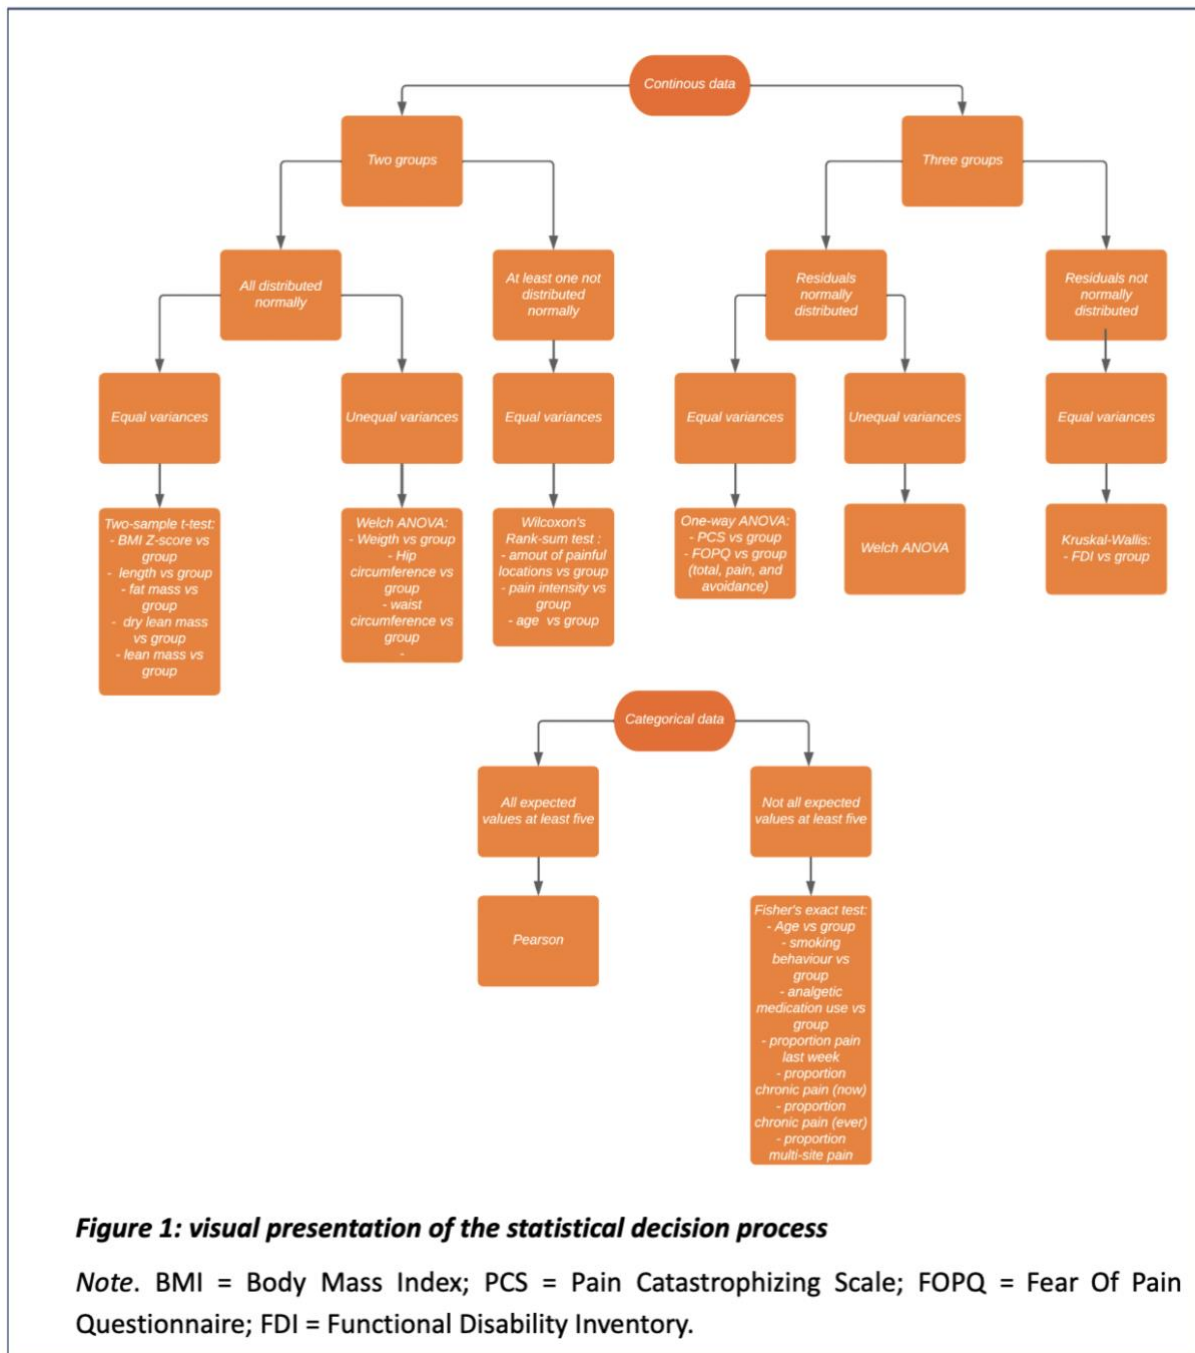 Continous data
Two groups
Three groups
All distributed
normally
At least one not
distributed
normally
Residuals
normally
distributed
Residuals not
normally
distributed
Equal variances
Unequal variances
Equal variances
Equal variances
Unequal variances
Equal variances
Two-sample t-test:
- BMI Z-score vs
group
- length vs group
- fat mass vs
group
- dry lean mass
vs group
- lean mass vs
group
Welch ANOVA:
- Weigth vs group
- Hip
circumference vs
group
- waist
circumference vs
group
-
Wilcoxon's
Rank-sum test :
- amout of painful
locations vs group
- pain intensity vs
group
- age vs group
One-way ANOVA:
- PCS vs group
- FOPQ vs group
(total, pain, and
avoidance)
Welch ANOVA
Kruskal-Wallis:
- FDI vs group
Categorical data
All expected
values at least five
Not all expected
values at least five
Pearson
Fisher's exact test:
- Age vs group
- smoking
behaviour vs
group
- analgetic
medication use vs
group
- proportion pain
last week
- proportion
chronic pain (now)
- proportion
chronic pain (ever)
- proportion
multi-site pain
Figure 1: visual presentation of the statistical decision process
Note. BMI = Body Mass Index; PCS = Pain Catastrophizing Scale; FOPQ = Fear Of Pain
Questionnaire; FDI = Functional Disability Inventory.